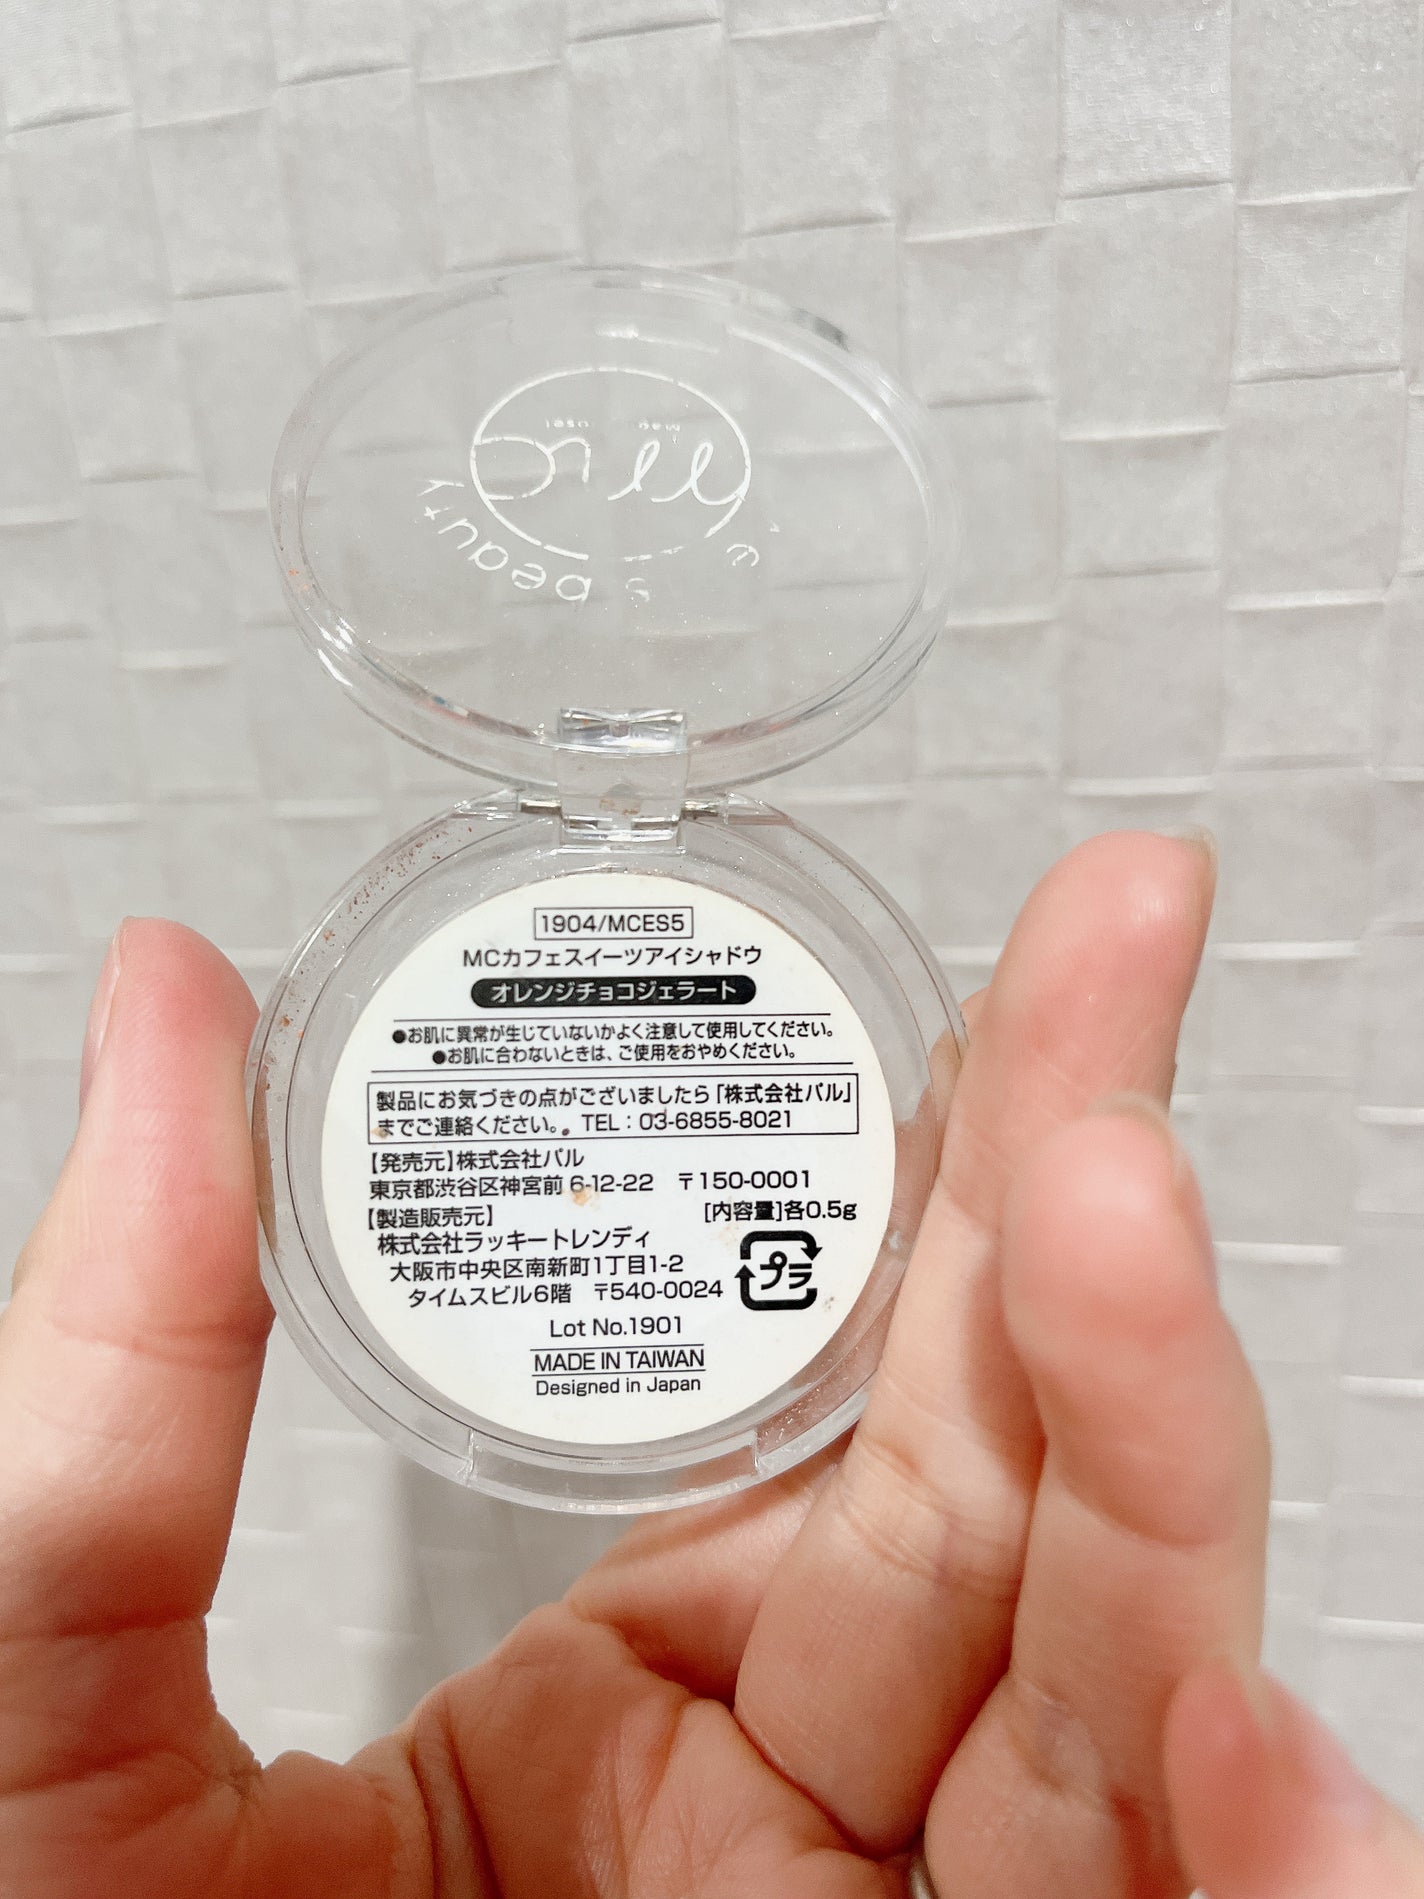 beauty
1904/MCES5
MCカフェスイーツアイシャドウ
オレンジチョコジェラート
●お肌に異常が生じていないかよく注意して使用してください。
●お肌に合わないときは、ご使用をおやめください。
製品にお気づきの点がございましたら「株式会社パル」
までご連絡ください。 TEL：03-6855-8021
【発売元】株式会社パル
東京都渋谷区神宮前 6-12-22 〒150-0001
【製造販売元】 [内容量]各0.5g
株式会社ラッキートレンディ
大阪市中央区南新町1丁目1-2
タイムスビル6階 〒540-0024
プラ
Lot No.1901
MADE IN TAIWAN
Designed in Japan